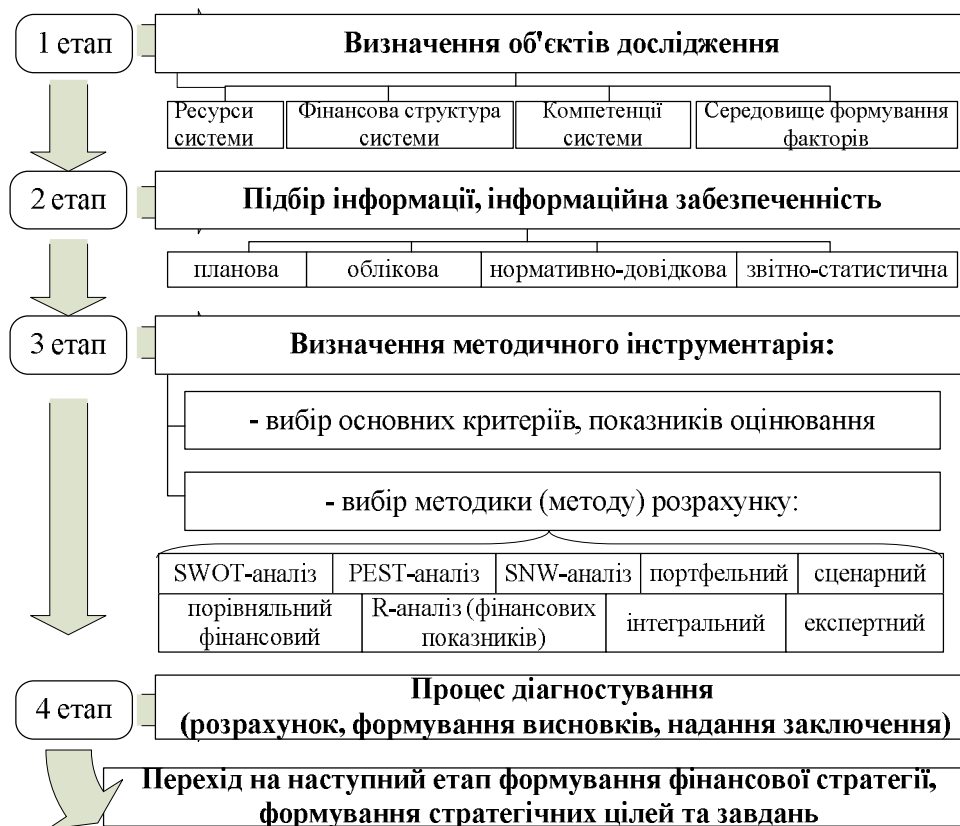 1 етап
Визначення об'єктів дослідження
Ресурси системи
Фінансова структура системи
Компетенції системи
Середовище формування факторів
2 етап
Підбір інформації, інформаційна забезпеченність
планова
облікова
нормативно-довідкова
звітно-статистична
3 етап
Визначення методичного інструментарія:
- вибір основних критеріїв, показників оцінювання
- вибір методики (методу) розрахунку:
SWOT-аналіз
PEST-аналіз
SNW-аналіз
портфельний
сценарний
порівняльний фінансовий
R-аналіз (фінансових показників)
інтегральний
експертний
4 етап
Процес діагностування
(розрахунок, формування висновків, надання заключення)
Перехід на наступний етап формування фінансової стратегії,
формування стратегічних цілей та завдань